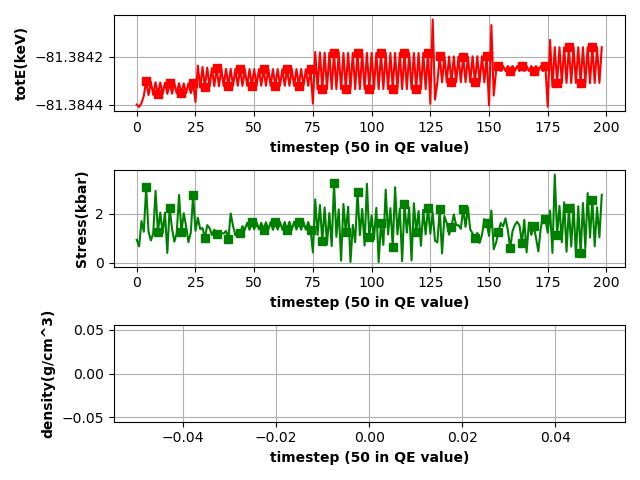 totE(keV)
−81.3842
−81.3844
0 25 50 75 100 125 150 175 200
timestep (50 in QE value)
Stress(kbar)
2
0
0 25 50 75 100 125 150 175 200
timestep (50 in QE value)
density(g/cm^3)
0.05
0.00
−0.05
−0.04 −0.02 0.00 0.02 0.04
timestep (50 in QE value)